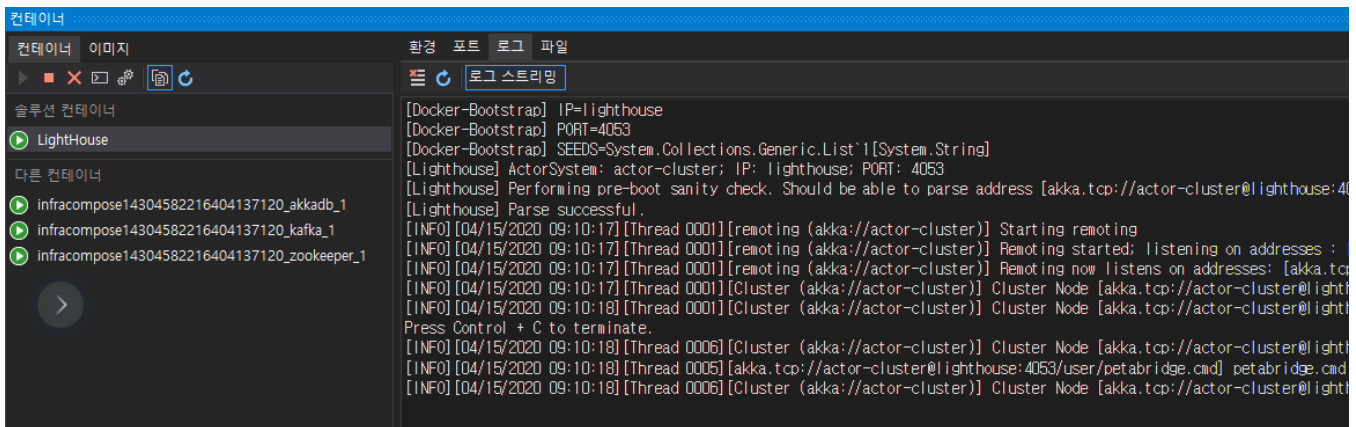 컨테이너
컨테이너 이미지
솔루션 컨테이너
LightHouse
다른 컨테이너
infracompose14304582216404137120_akkadb_1
infracompose14304582216404137120_kafka_1
infracompose14304582216404137120_zookeeper_1
환경 포트 로그 파일
로그 스트리밍
[Docker-Bootstrap] IP=lighthouse
[Docker-Bootstrap] PORT=4053
[Docker-Bootstrap] SEEDS=System.Collections.Generic.List`1[System.String]
[Lighthouse] ActorSystem: actor-cluster; IP: lighthouse; PORT: 4053
[Lighthouse] Performing pre-boot sanity check. Should be able to parse address [akka.tcp://actor-cluster@lighthouse:40
[Lighthouse] Parse successful.
[INFO][04/15/2020 09:10:17][Thread 0001][remoting (akka://actor-cluster)] Starting remoting
[INFO][04/15/2020 09:10:17][Thread 0001][remoting (akka://actor-cluster)] Remoting started; listening on addresses : [
[INFO][04/15/2020 09:10:17][Thread 0001][remoting (akka://actor-cluster)] Remoting now listens on addresses: [akka.tcp
[INFO][04/15/2020 09:10:17][Thread 0001][Cluster (akka://actor-cluster)] Cluster Node [akka.tcp://actor-cluster@lighth
[INFO][04/15/2020 09:10:18][Thread 0001][Cluster (akka://actor-cluster)] Cluster Node [akka.tcp://actor-cluster@lighth
Press Control + C to terminate.
[INFO][04/15/2020 09:10:18][Thread 0006][Cluster (akka://actor-cluster)] Cluster Node [akka.tcp://actor-cluster@lighth
[INFO][04/15/2020 09:10:18][Thread 0005][akka.tcp://actor-cluster@lighthouse:4053/user/petabridge.cmd] petabridge.cmd
[INFO][04/15/2020 09:10:18][Thread 0006][Cluster (akka://actor-cluster)] Cluster Node [akka.tcp://actor-cluster@lighth